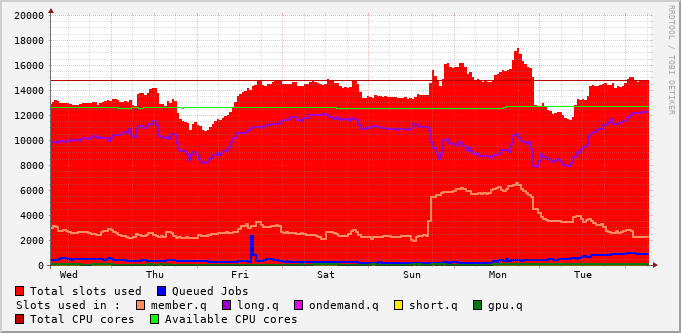 20000
18000
16000
14000
12000
10000
8000
6000
4000
2000
0
Wed Thu Fri Sat Sun Mon Tue
RRDTOOL / TOBI OETIKER
Total slots used Queued Jobs
Slots used in : member.q long.q ondemand.q short.q gpu.q
Total CPU cores Available CPU cores